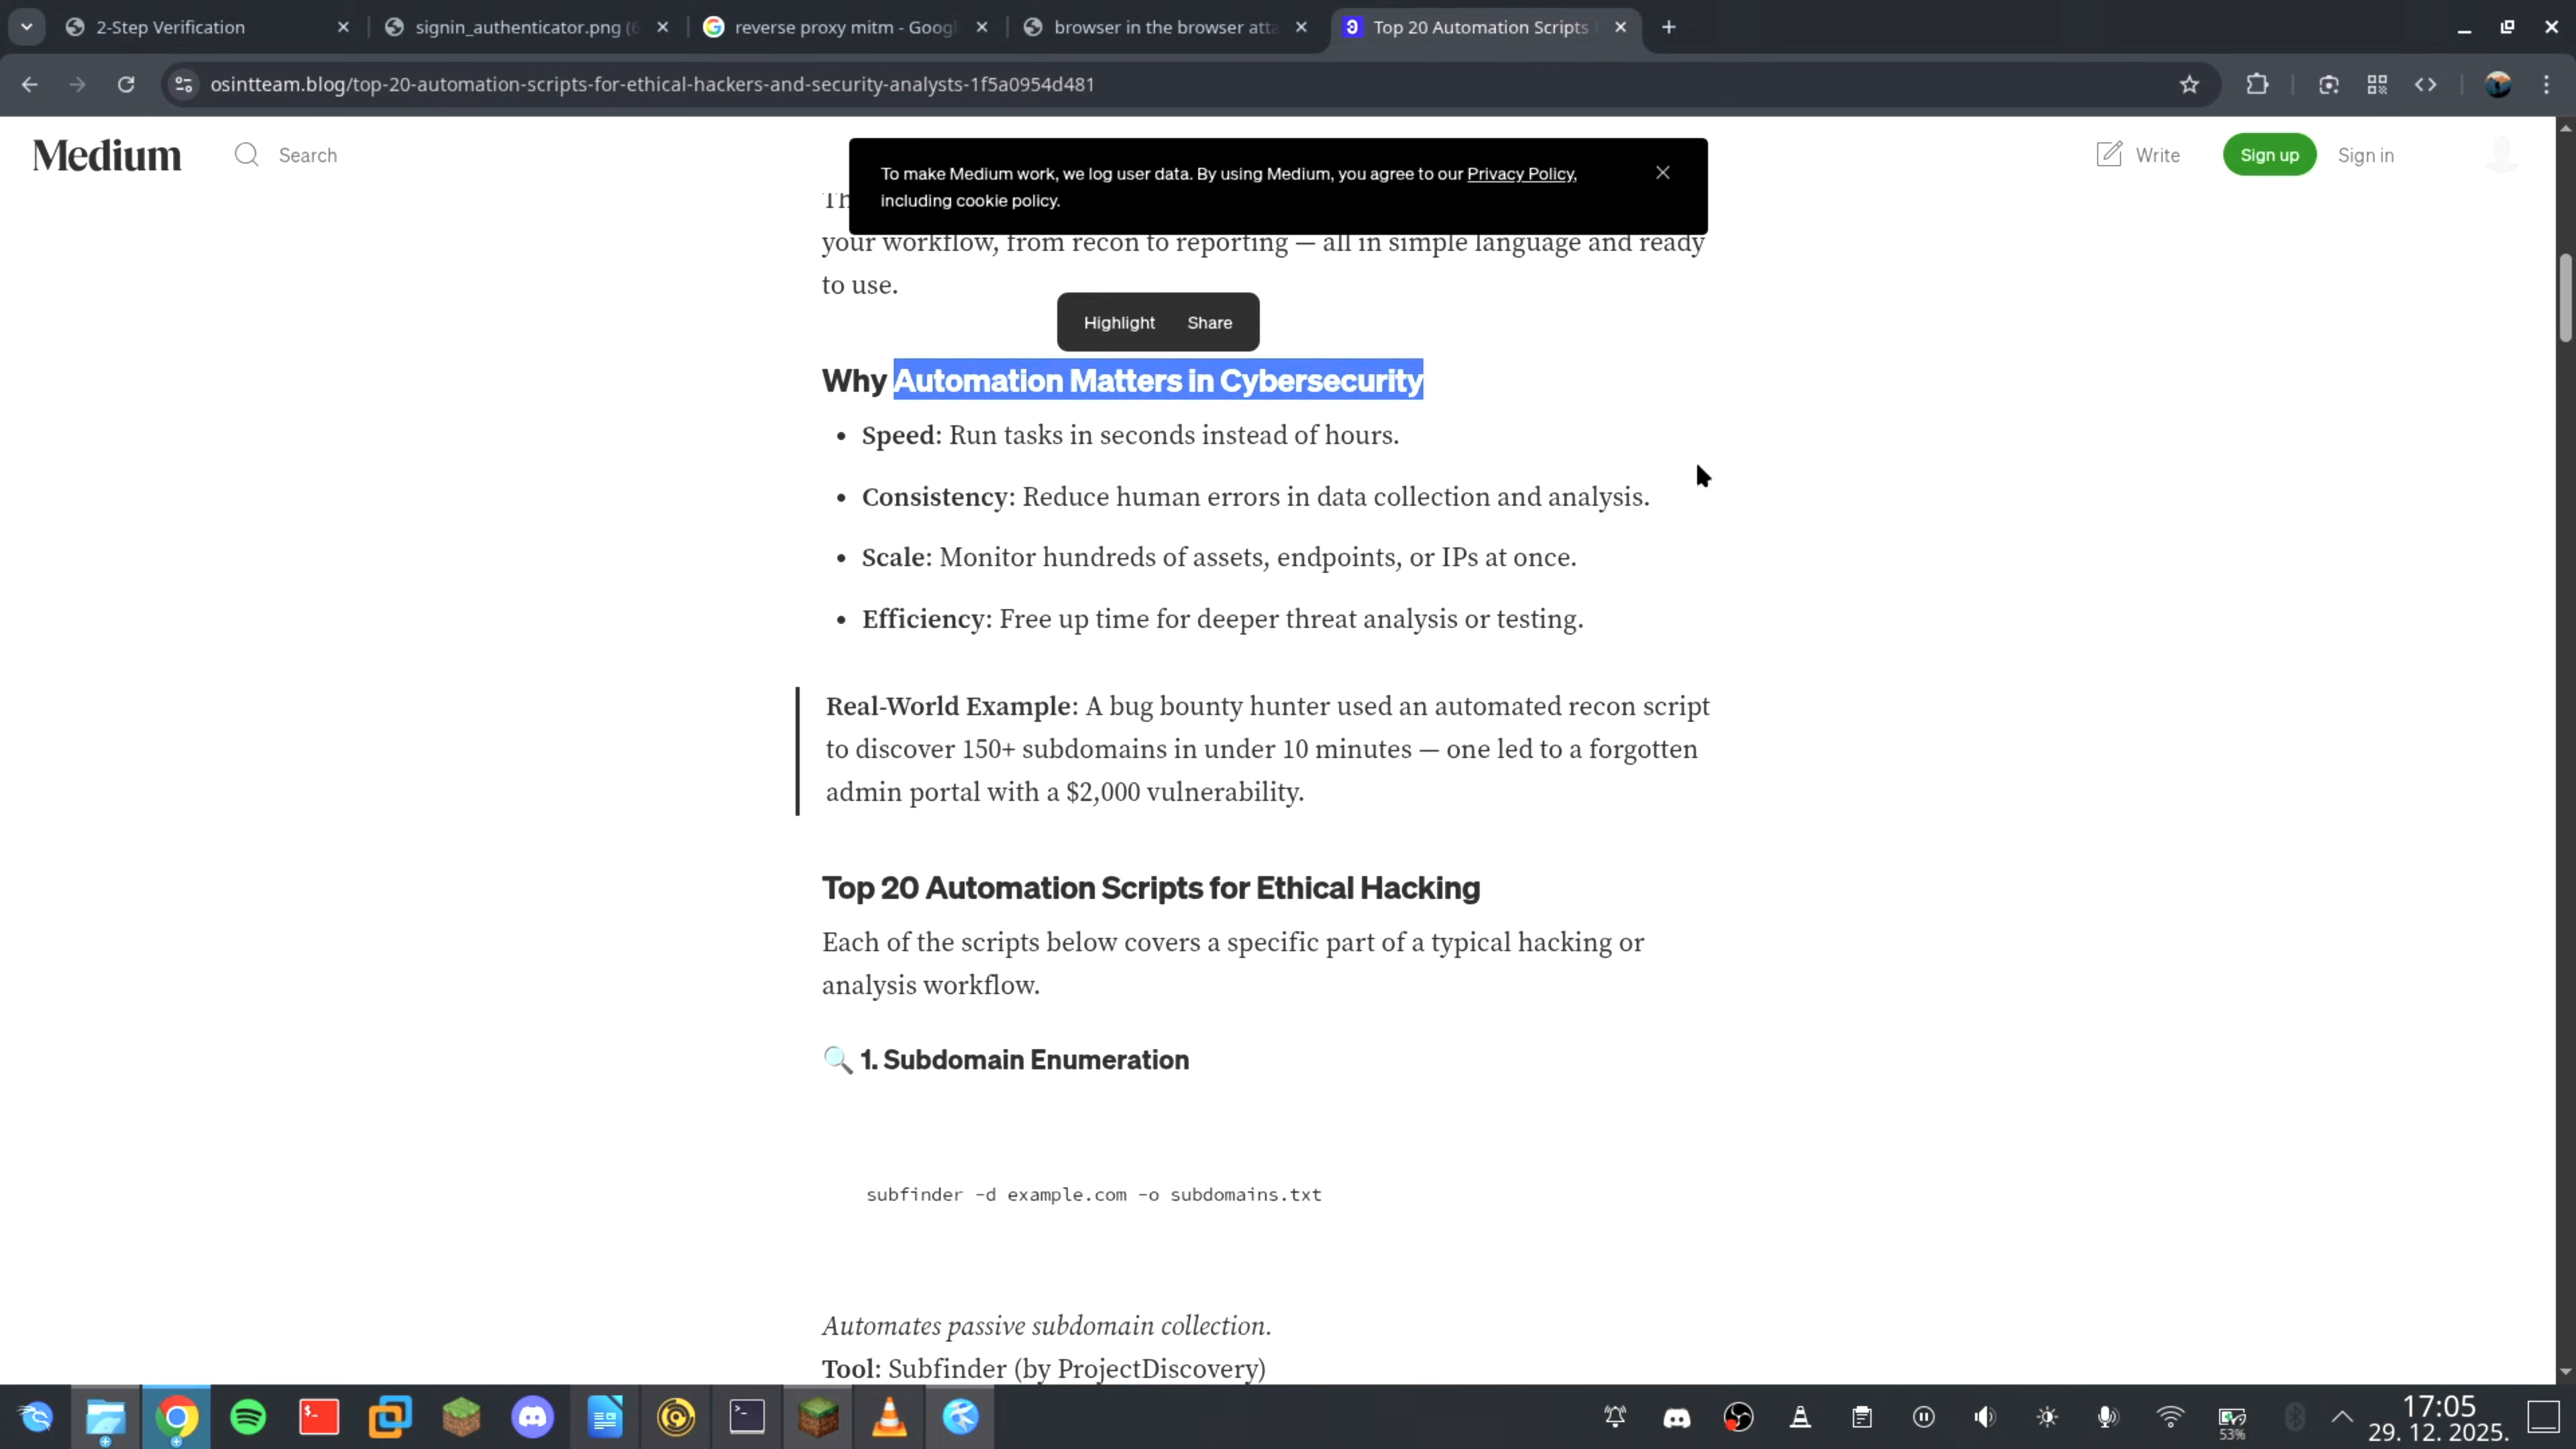 2-Step Verification
signin_authenticator.png (6
reverse proxy mitm - Googl
browser in the browser atta
Top 20 Automation Scripts f
osintteam.blog/top-20-automation-scripts-for-ethical-hackers-and-security-analysts-1f5a0954d481
Medium
Search
Write
Sign up
Sign in
To make Medium work, we log user data. By using Medium, you agree to our Privacy Policy,
including cookie policy.
your workflow, from recon to reporting — all in simple language and ready
to use.
Highlight Share
Why Automation Matters in Cybersecurity
• Speed: Run tasks in seconds instead of hours.
• Consistency: Reduce human errors in data collection and analysis.
• Scale: Monitor hundreds of assets, endpoints, or IPs at once.
• Efficiency: Free up time for deeper threat analysis or testing.
Real-World Example: A bug bounty hunter used an automated recon script
to discover 150+ subdomains in under 10 minutes — one led to a forgotten
admin portal with a $2,000 vulnerability.
Top 20 Automation Scripts for Ethical Hacking
Each of the scripts below covers a specific part of a typical hacking or
analysis workflow.
🔍 1. Subdomain Enumeration
subfinder -d example.com -o subdomains.txt
Automates passive subdomain collection.
Tool: Subfinder (by ProjectDiscovery)
53%
17:05
29. 12. 2025.